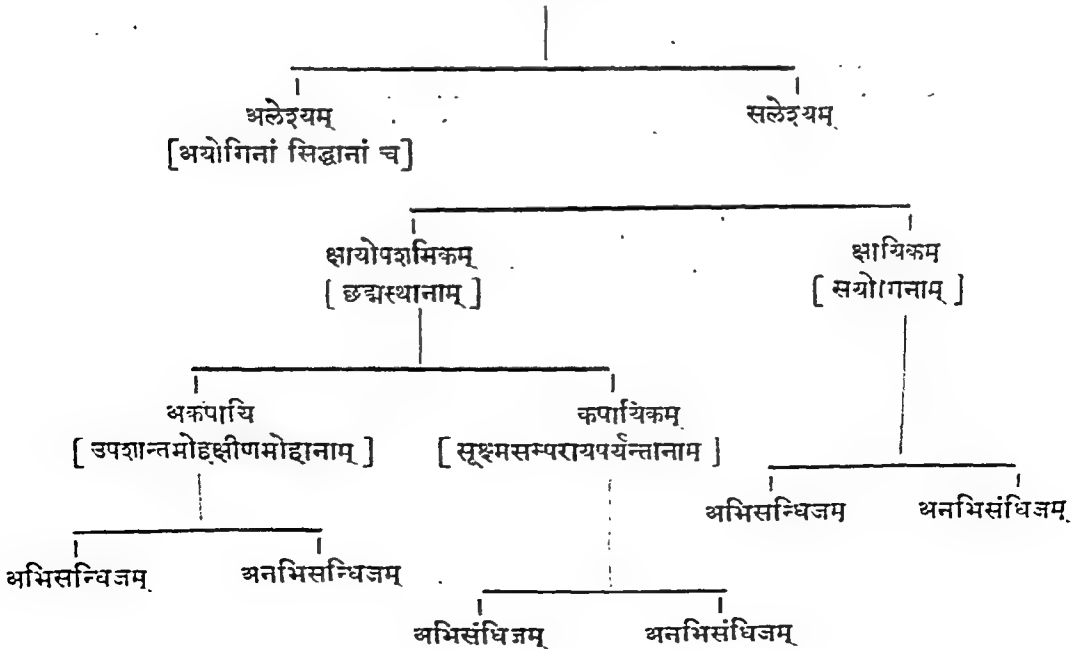 अलेश्यम् सलेश्यम्
[अयोगिनां सिद्धानां च]
क्षायोपशमिकम् क्षायिकम्
[ छद्मस्थानाम् ] [ सयोगिनाम् ]
अकषायि कषायिकम्
[ उपशान्तमोहक्षीणमोहानाम् ] [ सूक्ष्मसम्परायपर्यन्तानाम् ]
अभिसन्धिजम् अनभिसंधिजम्
अभिसन्धिजम् अनभिसन्धिजम्
अभिसंधिजम् अनभिसंधिजम्